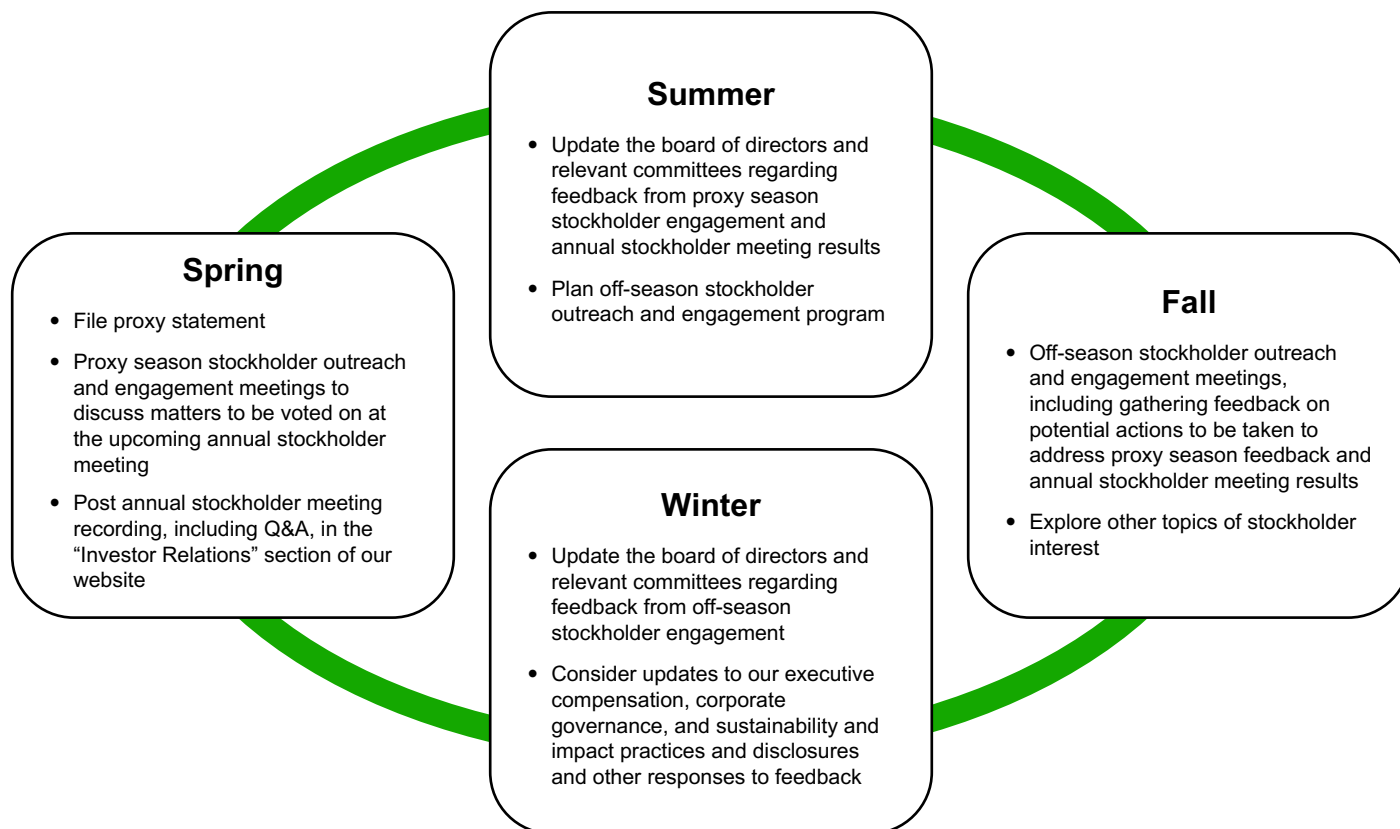 Summer
• Update the board of directors and
relevant committees regarding
feedback from proxy season
stockholder engagement and
annual stockholder meeting results
• Plan off-season stockholder
outreach and engagement program
Spring
• File proxy statement
• Proxy season stockholder outreach
and engagement meetings to
discuss matters to be voted on at
the upcoming annual stockholder
meeting
• Post annual stockholder meeting
recording, including Q&A, in the
“Investor Relations” section of our
website
Fall
• Off-season stockholder outreach
and engagement meetings,
including gathering feedback on
potential actions to be taken to
address proxy season feedback and
annual stockholder meeting results
• Explore other topics of stockholder
interest
Winter
• Update the board of directors and
relevant committees regarding
feedback from off-season
stockholder engagement
• Consider updates to our executive
compensation, corporate
governance, and sustainability and
impact practices and disclosures
and other responses to feedback